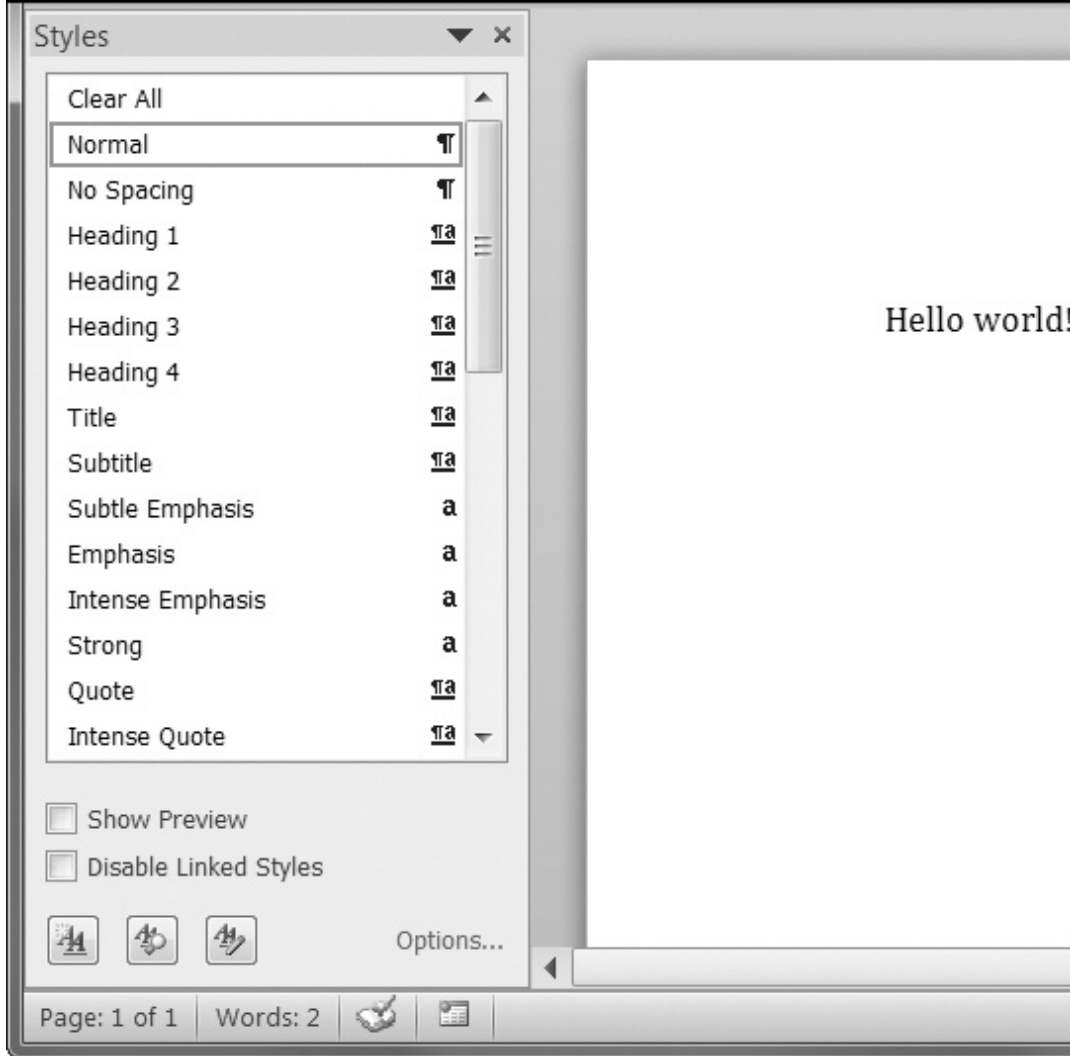 Styles
Clear All
Normal ¶
No Spacing ¶
Heading 1 ¶a
Heading 2 ¶a
Heading 3 ¶a
Heading 4 ¶a
Title ¶a
Subtitle ¶a
Subtle Emphasis a
Emphasis a
Intense Emphasis a
Strong a
Quote ¶a
Intense Quote ¶a
Show Preview
Disable Linked Styles
Options...
Page: 1 of 1 Words: 2
Hello world!